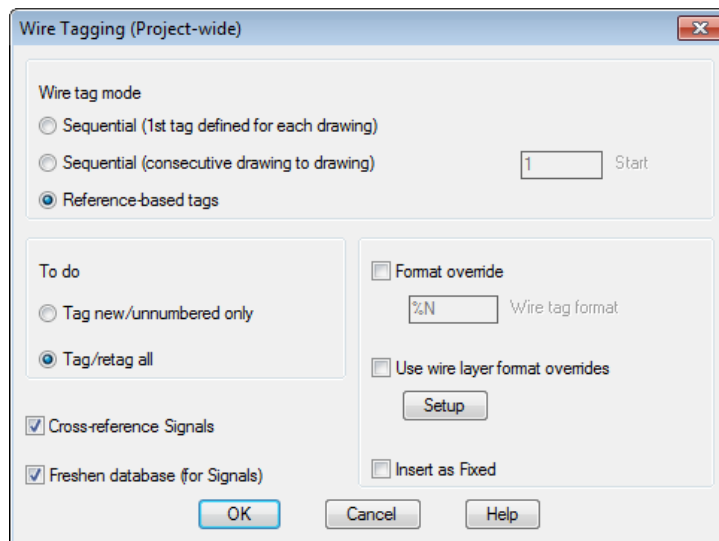 Wire Tagging (Project-wide)
Wire tag mode
Sequential (1st tag defined for each drawing)
Sequential (consecutive drawing to drawing)
1 Start
Reference-based tags
To do
Tag new/unnumbered only
Tag/retag all
Cross-reference Signals
Freshen database (for Signals)
Format override
%N Wire tag format
Use wire layer format overrides
Setup
Insert as Fixed
OK Cancel Help